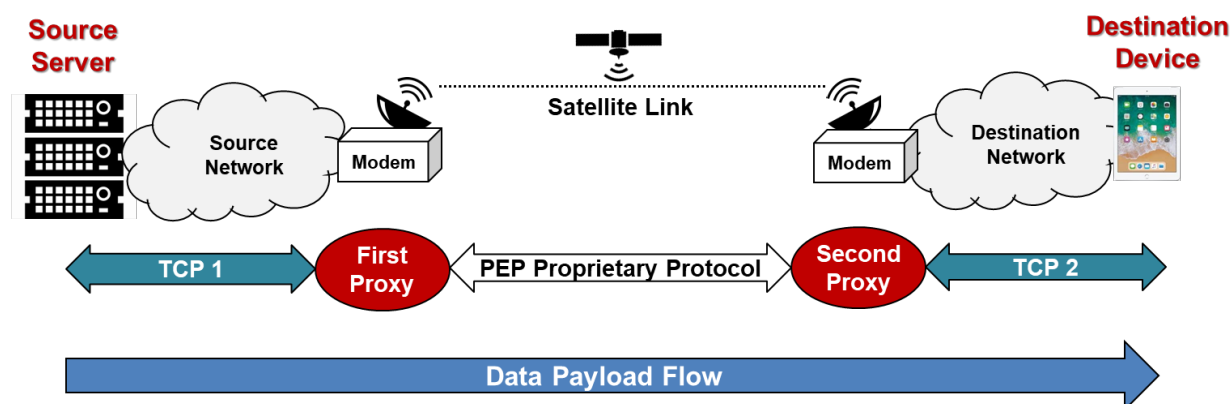 Source
Server
Destination
Device
Satellite Link
Source
Network
Modem
Modem
Destination
Network
TCP 1
First
Proxy
PEP Proprietary Protocol
Second
Proxy
TCP 2
Data Payload Flow